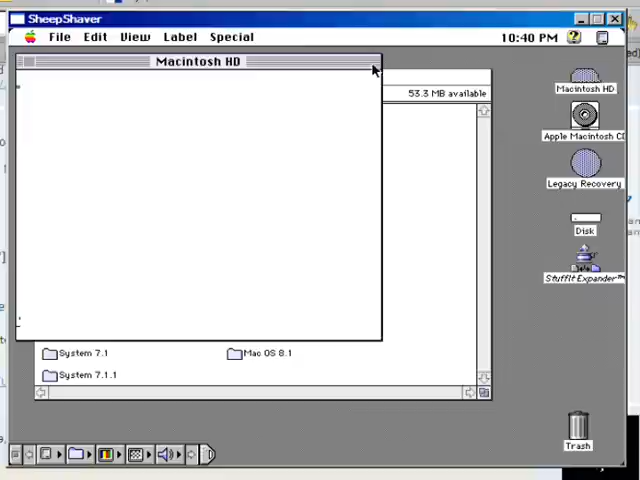 SheepShaver
File Edit View Label Special 10:40 PM
Macintosh HD
53.3 MB available
Macintosh HD
Apple Macintosh CD
Legacy Recovery
Disk
StuffIt Expander™
System 7.1
Mac OS 8.1
System 7.1.1
Trash